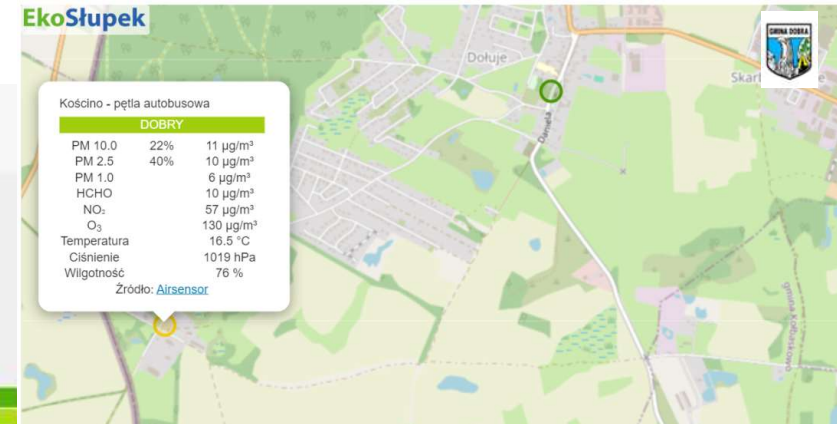 EkoSłupek
GMINA DOBRA
Dołuje
Daniela
Kościno - pętla autobusowa
DOBRY
PM 10.0 22% 11 µg/m³
PM 2.5 40% 10 µg/m³
PM 1.0 6 µg/m³
HCHO 10 µg/m³
NO₂ 57 µg/m³
O₃ 130 µg/m³
Temperatura 16.5 °C
Ciśnienie 1019 hPa
Wilgotność 76 %
Źródło: Airsensor
gmina Kołbaskowo